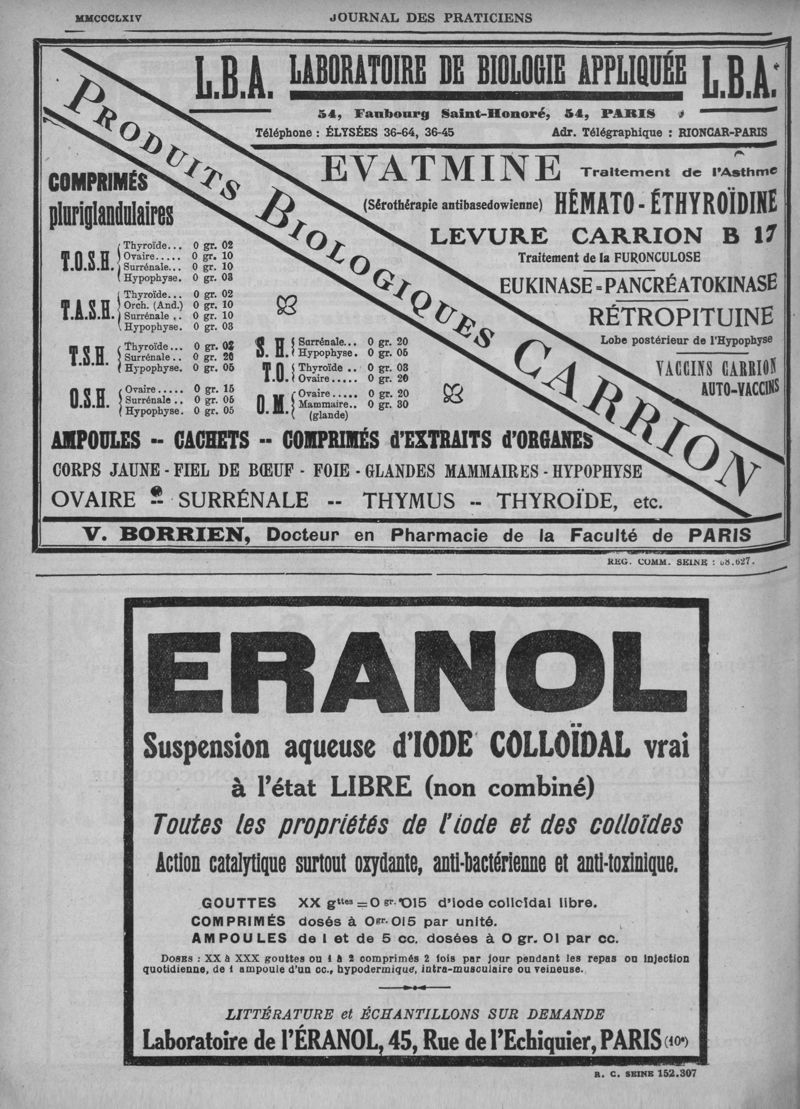 MMCCCLXIV
JOURNAL DES PRATICIENS
L.B.A. LABORATOIRE DE BIOLOGIE APPLIQUÉE L.B.A.
54, Faubourg Saint-Honoré, 54, PARIS
Téléphone : ÉLYSÉES 36-64, 36-45 Adr. Télégraphique : RIONCAR-PARIS
PRODUITS BIOLOGIQUES CARRION
EVATMINE Traitement de l'Asthme
(Sérothérapie antibasedowienne) HÉMATO - ÉTHYROÏDINE
LEVURE CARRION B 17
Traitement de la FURONCULOSE
EUKINASE - PANCRÉATOKINASE
RÉTROPITUINE
Lobe postérieur de l'Hypophyse
VACCINS CARRION
AUTO-VACCINS
COMPRIMÉS
pluriglandulaires
T.O.S.H.
Thyroïde... 0 gr. 02
Ovaire..... 0 gr. 10
Surrénale... 0 gr. 10
Hypophyse. 0 gr. 03
T.A.S.H.
Thyroïde... 0 gr. 02
Orch. (And.) 0 gr. 10
Surrénale .. 0 gr. 10
Hypophyse. 0 gr. 03
T.S.H.
Thyroïde... 0 gr. 02
Surrénale.. 0 gr. 20
Hypophyse. 0 gr. 05
O.S.H.
Ovaire ..... 0 gr. 15
Surrénale .. 0 gr. 05
Hypophyse. 0 gr. 05
S. H.
Surrénale... 0 gr. 20
Hypophyse. 0 gr. 05
T.O.
Thyroïde .. 0 gr. 03
Ovaire ..... 0 gr. 20
O.M.
Ovaire ..... 0 gr. 20
Mammaire.. 0 gr. 30
(glande)
AMPOULES -- CACHETS -- COMPRIMÉS d'EXTRAITS d'ORGANES
CORPS JAUNE - FIEL DE BŒUF - FOIE - GLANDES MAMMAIRES - HYPOPHYSE
OVAIRE -- SURRÉNALE -- THYMUS -- THYROÏDE, etc.
V. BORRIEN, Docteur en Pharmacie de la Faculté de PARIS
REG. COMM. SEINE :
ERANOL
Suspension aqueuse d'IODE COLLOÏDAL vrai
à l'état LIBRE (non combiné)
Toutes les propriétés de l'iode et des colloïdes
Action catalytique surtout oxydante, anti-bactérienne et anti-toxinique.
GOUTTES XX gttes = 0 gr. 015 d'iode colloïdal libre.
COMPRIMÉS dosés à 0gr. 015 par unité.
AMPOULES de 1 et de 5 cc. dosées à 0 gr. 01 par cc.
DOSES : XX à XXX gouttes ou 1 à 2 comprimés 2 fois par jour pendant les repas ou injection
quotidienne, de 1 ampoule d'un cc., hypodermique, intra-musculaire ou veineuse.
LITTÉRATURE et ÉCHANTILLONS SUR DEMANDE
Laboratoire de l'ÉRANOL, 45, Rue de l'Echiquier, PARIS (10e)
R. C. SEINE 152.307